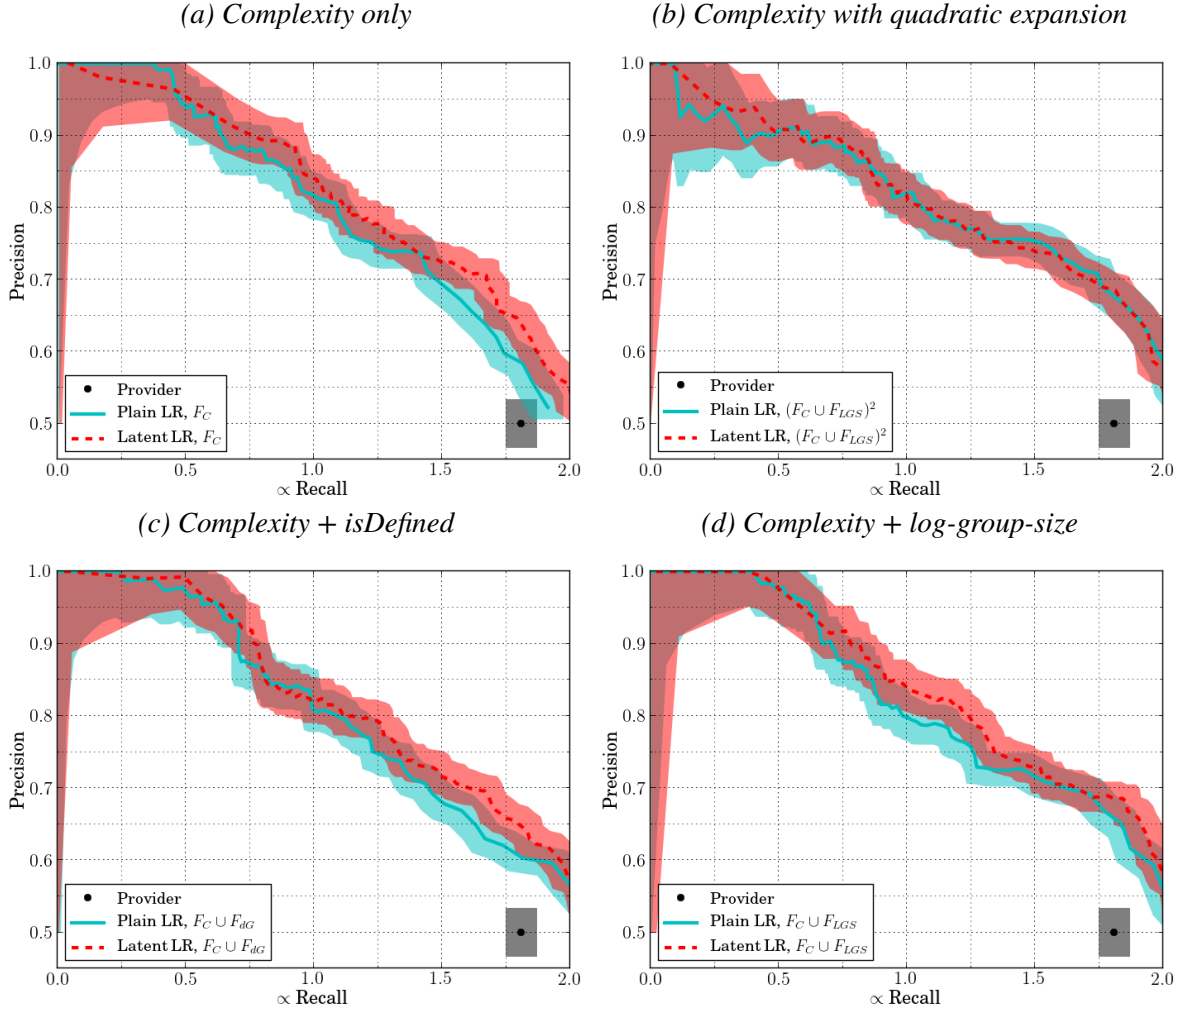 (a) Complexity only
1.0
0.9
0.8
0.7
0.6
0.5
Precision
Provider
Plain LR, F_C
Latent LR, F_C
0.0 0.5 1.0 1.5 2.0
∝ Recall
(b) Complexity with quadratic expansion
1.0
0.9
0.8
0.7
0.6
0.5
Precision
Provider
Plain LR, (F_C ∪ F_LGS)²
Latent LR, (F_C ∪ F_LGS)²
0.0 0.5 1.0 1.5 2.0
∝ Recall
(c) Complexity + isDefined
1.0
0.9
0.8
0.7
0.6
0.5
Precision
Provider
Plain LR, F_C ∪ F_dG
Latent LR, F_C ∪ F_dG
0.0 0.5 1.0 1.5 2.0
∝ Recall
(d) Complexity + log-group-size
1.0
0.9
0.8
0.7
0.6
0.5
Precision
Provider
Plain LR, F_C ∪ F_LGS
Latent LR, F_C ∪ F_LGS
0.0 0.5 1.0 1.5 2.0
∝ Recall